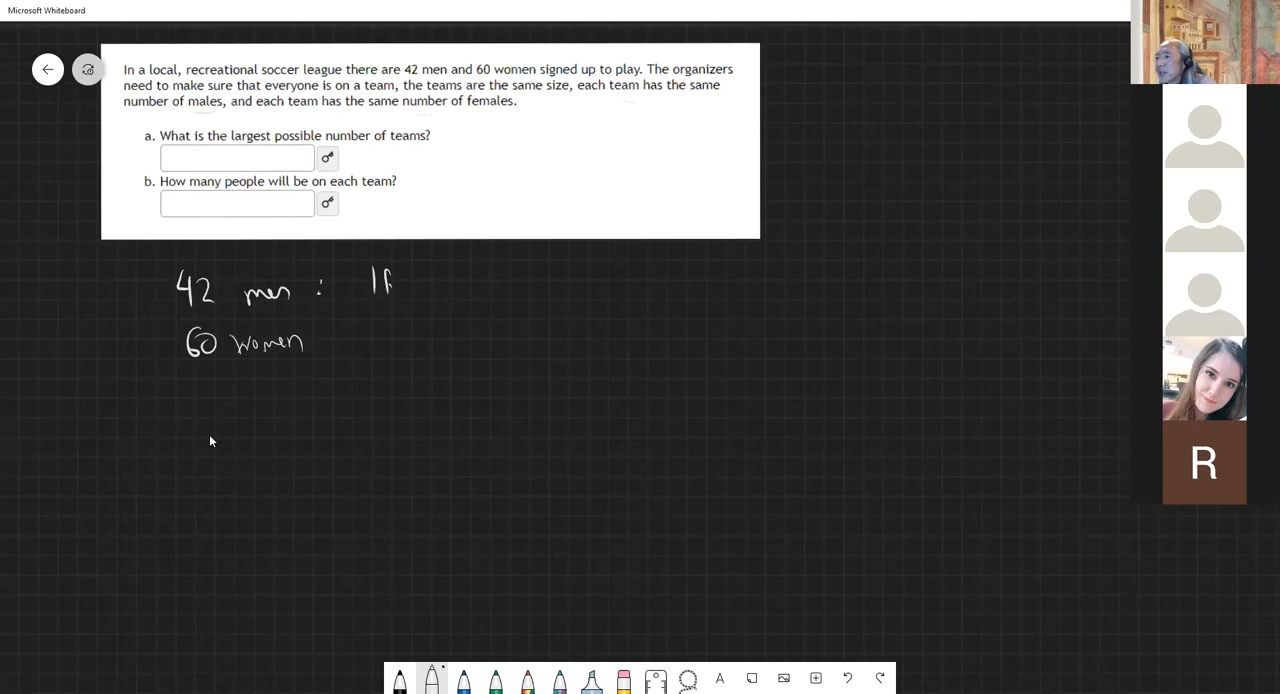 Microsoft Whiteboard
In a local, recreational soccer league there are 42 men and 60 women signed up to play. The organizers
need to make sure that everyone is on a team, the teams are the same size, each team has the same
number of males, and each team has the same number of females.
a. What is the largest possible number of teams?
b. How many people will be on each team?
42 men : If
60 women
R
A